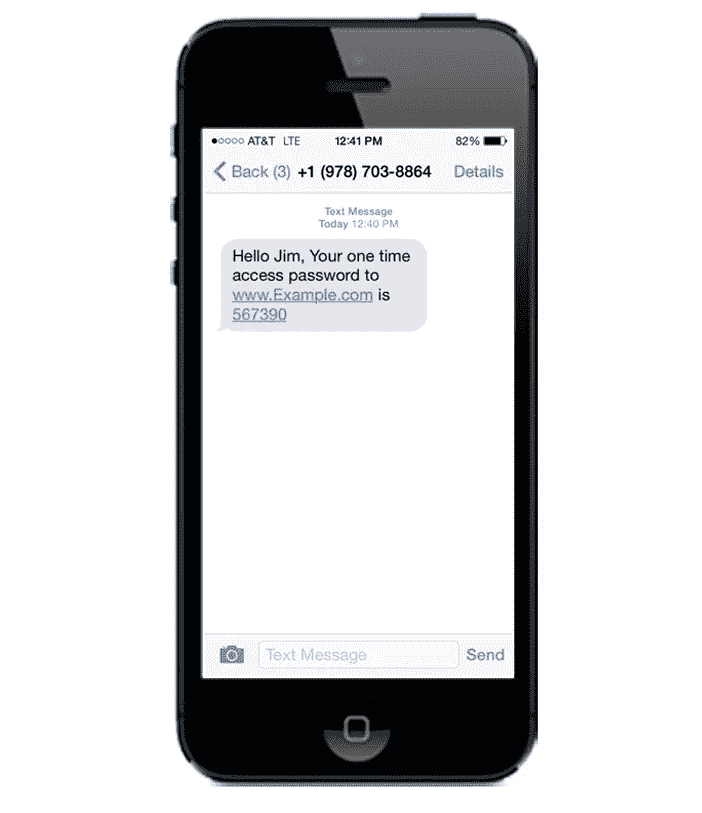 AT&T LTE 12:41 PM 82%
Back (3) +1 (978) 703-8864 Details
Text Message
Today 12:40 PM
Hello Jim, Your one time
access password to
www.Example.com is
567390
Text Message Send